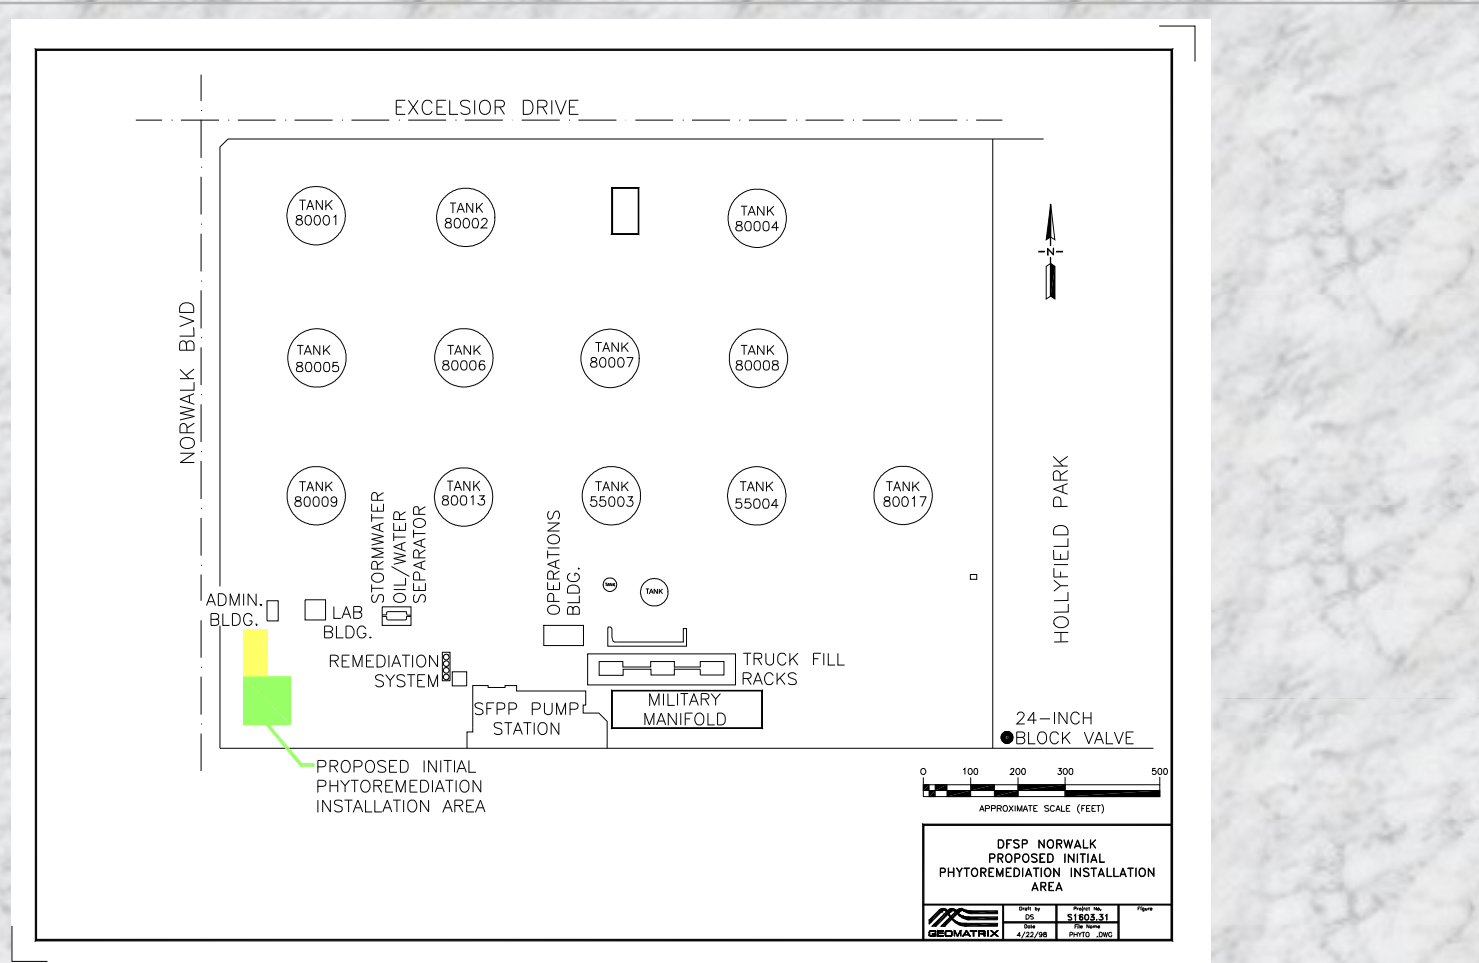 EXCELSIOR DRIVE
NORWALK BLVD
TANK
80001
TANK
80002
TANK
80004
N
TANK
80005
TANK
80006
TANK
80007
TANK
80008
TANK
80009
TANK
80013
TANK
55003
TANK
55004
TANK
80017
HOLLYFIELD PARK
STORMWATER
OIL/WATER
SEPARATOR
OPERATIONS
BLDG.
TANK
TANK
ADMIN.
BLDG.
LAB
BLDG.
REMEDIATION
SYSTEM
TRUCK FILL
RACKS
SFPP PUMP
STATION
MILITARY
MANIFOLD
24-INCH
BLOCK VALVE
PROPOSED INITIAL
PHYTOREMEDIATION
INSTALLATION AREA
0 100 200 300 500
APPROXIMATE SCALE (FEET)
DFSP NORWALK
PROPOSED INITIAL
PHYTOREMEDIATION INSTALLATION
AREA
GEOMATRIX
Draft by
DS
Project No.
S1603.31
Figure
Date
4/22/98
File Name
PHYTO .DWG